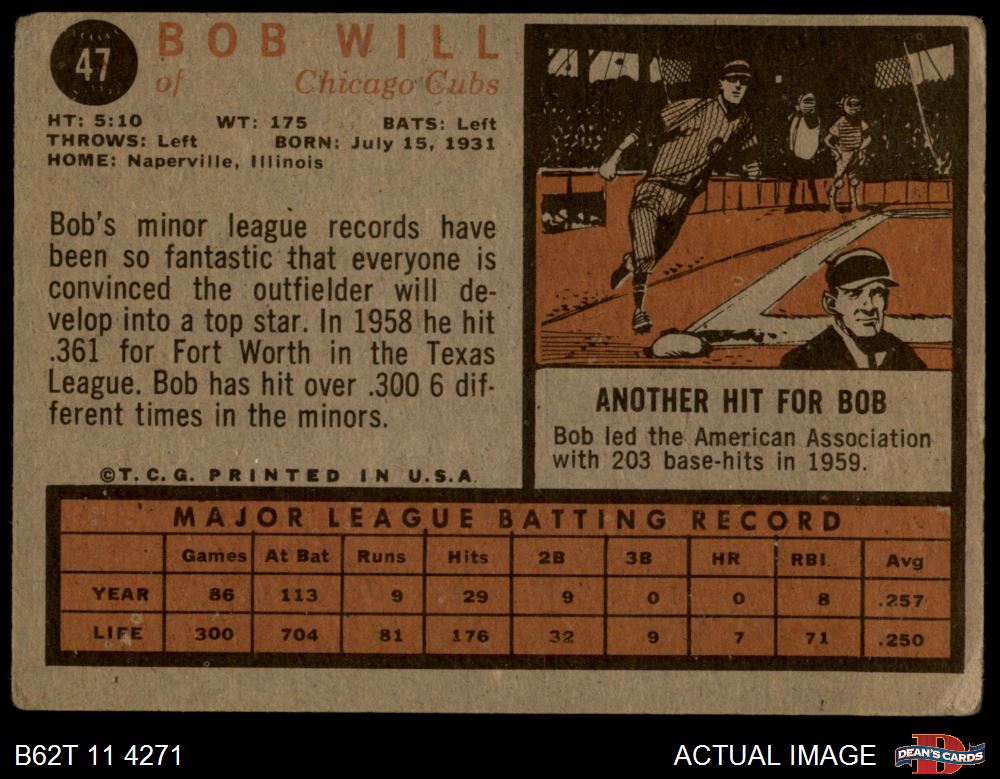 47
BOB WILL
of Chicago Cubs
HT: 5:10 WT: 175 BATS: Left
THROWS: Left BORN: July 15, 1931
HOME: Naperville, Illinois
Bob's minor league records have
been so fantastic that everyone is
convinced the outfielder will de-
velop into a top star. In 1958 he hit
.361 for Fort Worth in the Texas
League. Bob has hit over .300 6 dif-
ferent times in the minors.
©T.C.G. PRINTED IN U.S.A.
ANOTHER HIT FOR BOB
Bob led the American Association
with 203 base-hits in 1959.
MAJOR LEAGUE BATTING RECORD
Games At Bat Runs Hits 2B 3B HR RBI Avg
YEAR 86 113 9 29 9 0 0 8 .257
LIFE 300 704 81 176 32 9 7 71 .250
B62T 11 4271
ACTUAL IMAGE
DEAN'S CARDS